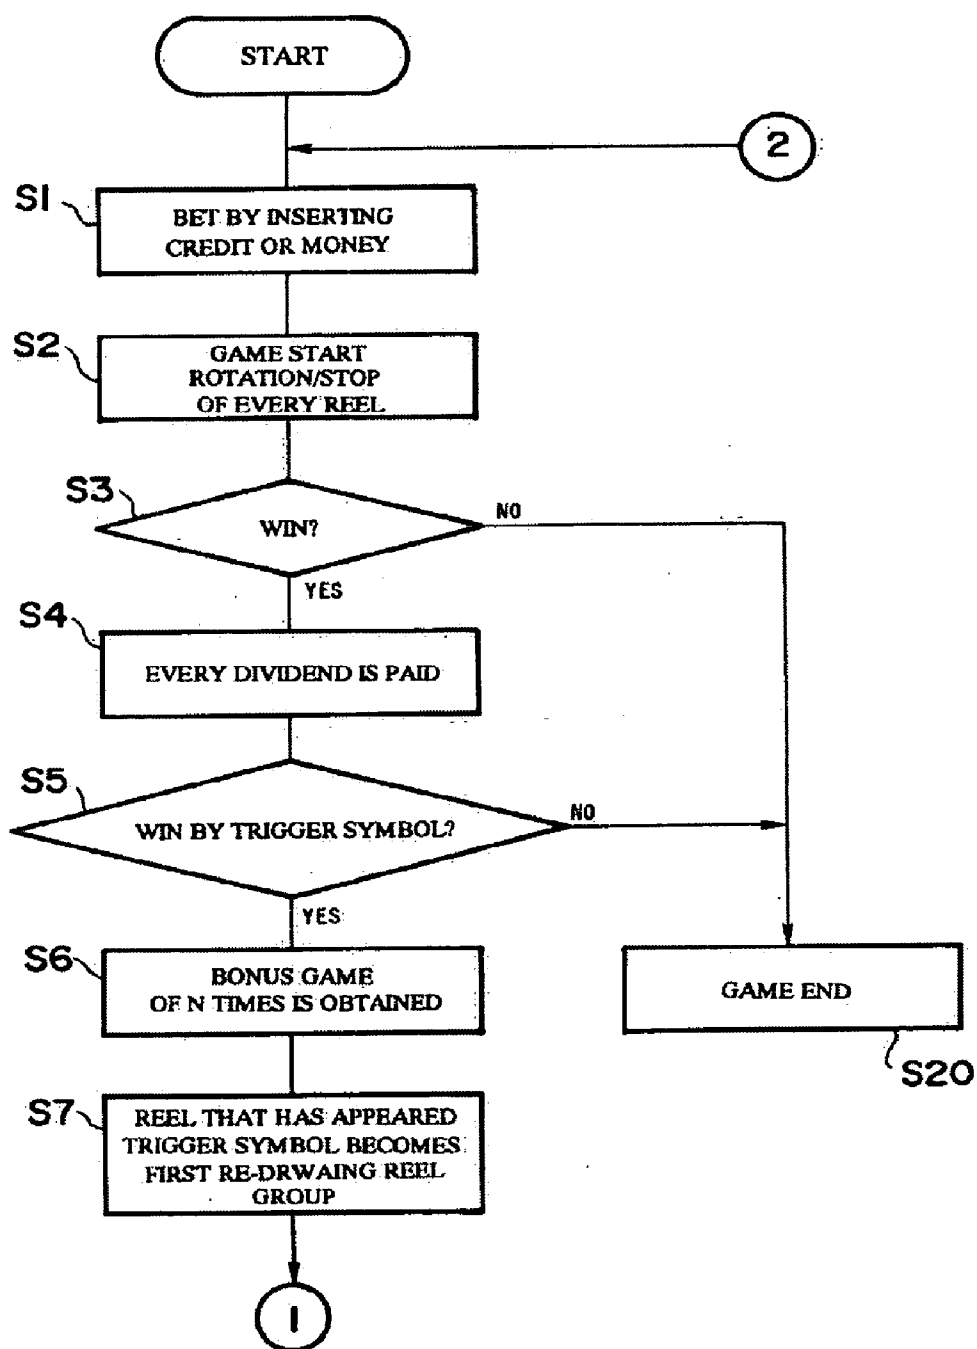 START
2
S1
BET BY INSERTING
CREDIT OR MONEY
S2
GAME START
ROTATION/STOP
OF EVERY REEL
S3
WIN?
NO
YES
S4
EVERY DIVIDEND IS PAID
S5
WIN BY TRIGGER SYMBOL?
NO
YES
S6
BONUS GAME
OF N TIMES IS OBTAINED
GAME END
S20
S7
REEL THAT HAS APPEARED
TRIGGER SYMBOL BECOMES
FIRST RE-DRWAING REEL
GROUP
1